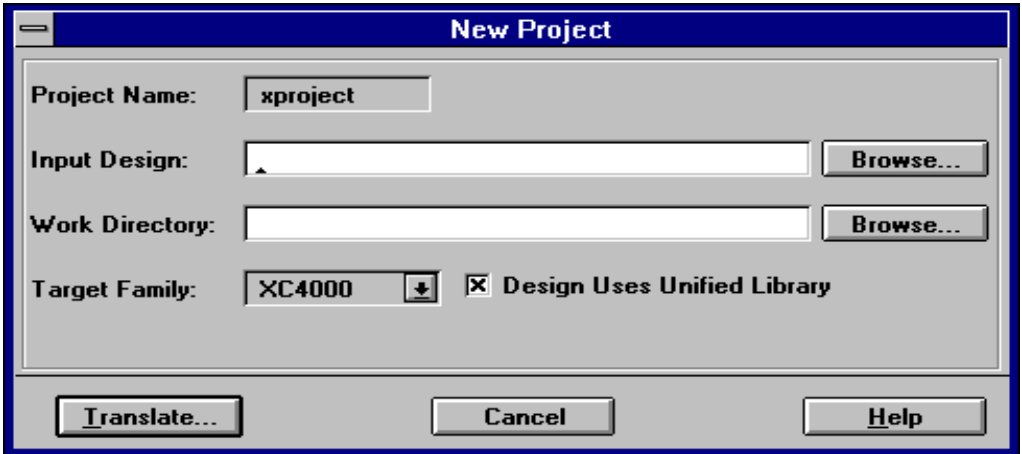 New Project
Project Name: xproject
Input Design: Browse...
Work Directory: Browse...
Target Family: XC4000 Design Uses Unified Library
Translate... Cancel Help